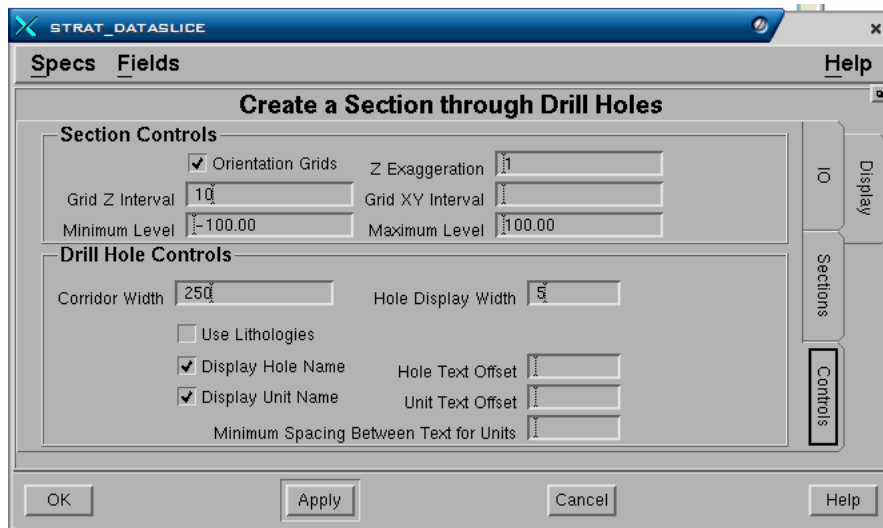 STRAT_DATASLICE
Specs Fields Help
Create a Section through Drill Holes
Section Controls
Orientation Grids Z Exaggeration 1
Grid Z Interval 10 Grid XY Interval
Minimum Level -100.00 Maximum Level 100.00
Drill Hole Controls
Corridor Width 250 Hole Display Width 5
Use Lithologies
Display Hole Name Hole Text Offset
Display Unit Name Unit Text Offset
Minimum Spacing Between Text for Units
IO
Sections
Controls
Display
OK Apply Cancel Help